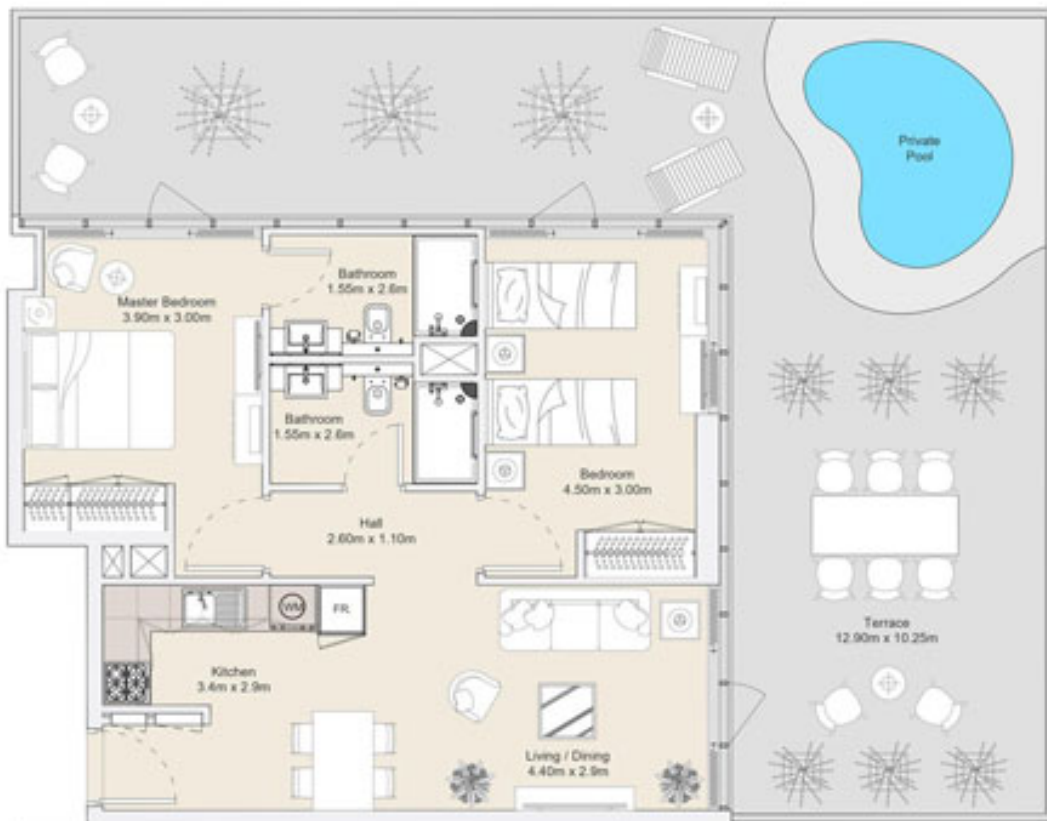 Private
Pool
Bathroom
1.55m x 2.6m
Master Bedroom
3.90m x 3.00m
Bathroom
1.55m x 2.6m
Bedroom
4.50m x 3.00m
Hall
2.60m x 1.10m
WM
FR.
Terrace
12.90m x 10.25m
Kitchen
3.4m x 2.9m
Living / Dining
4.40m x 2.9m